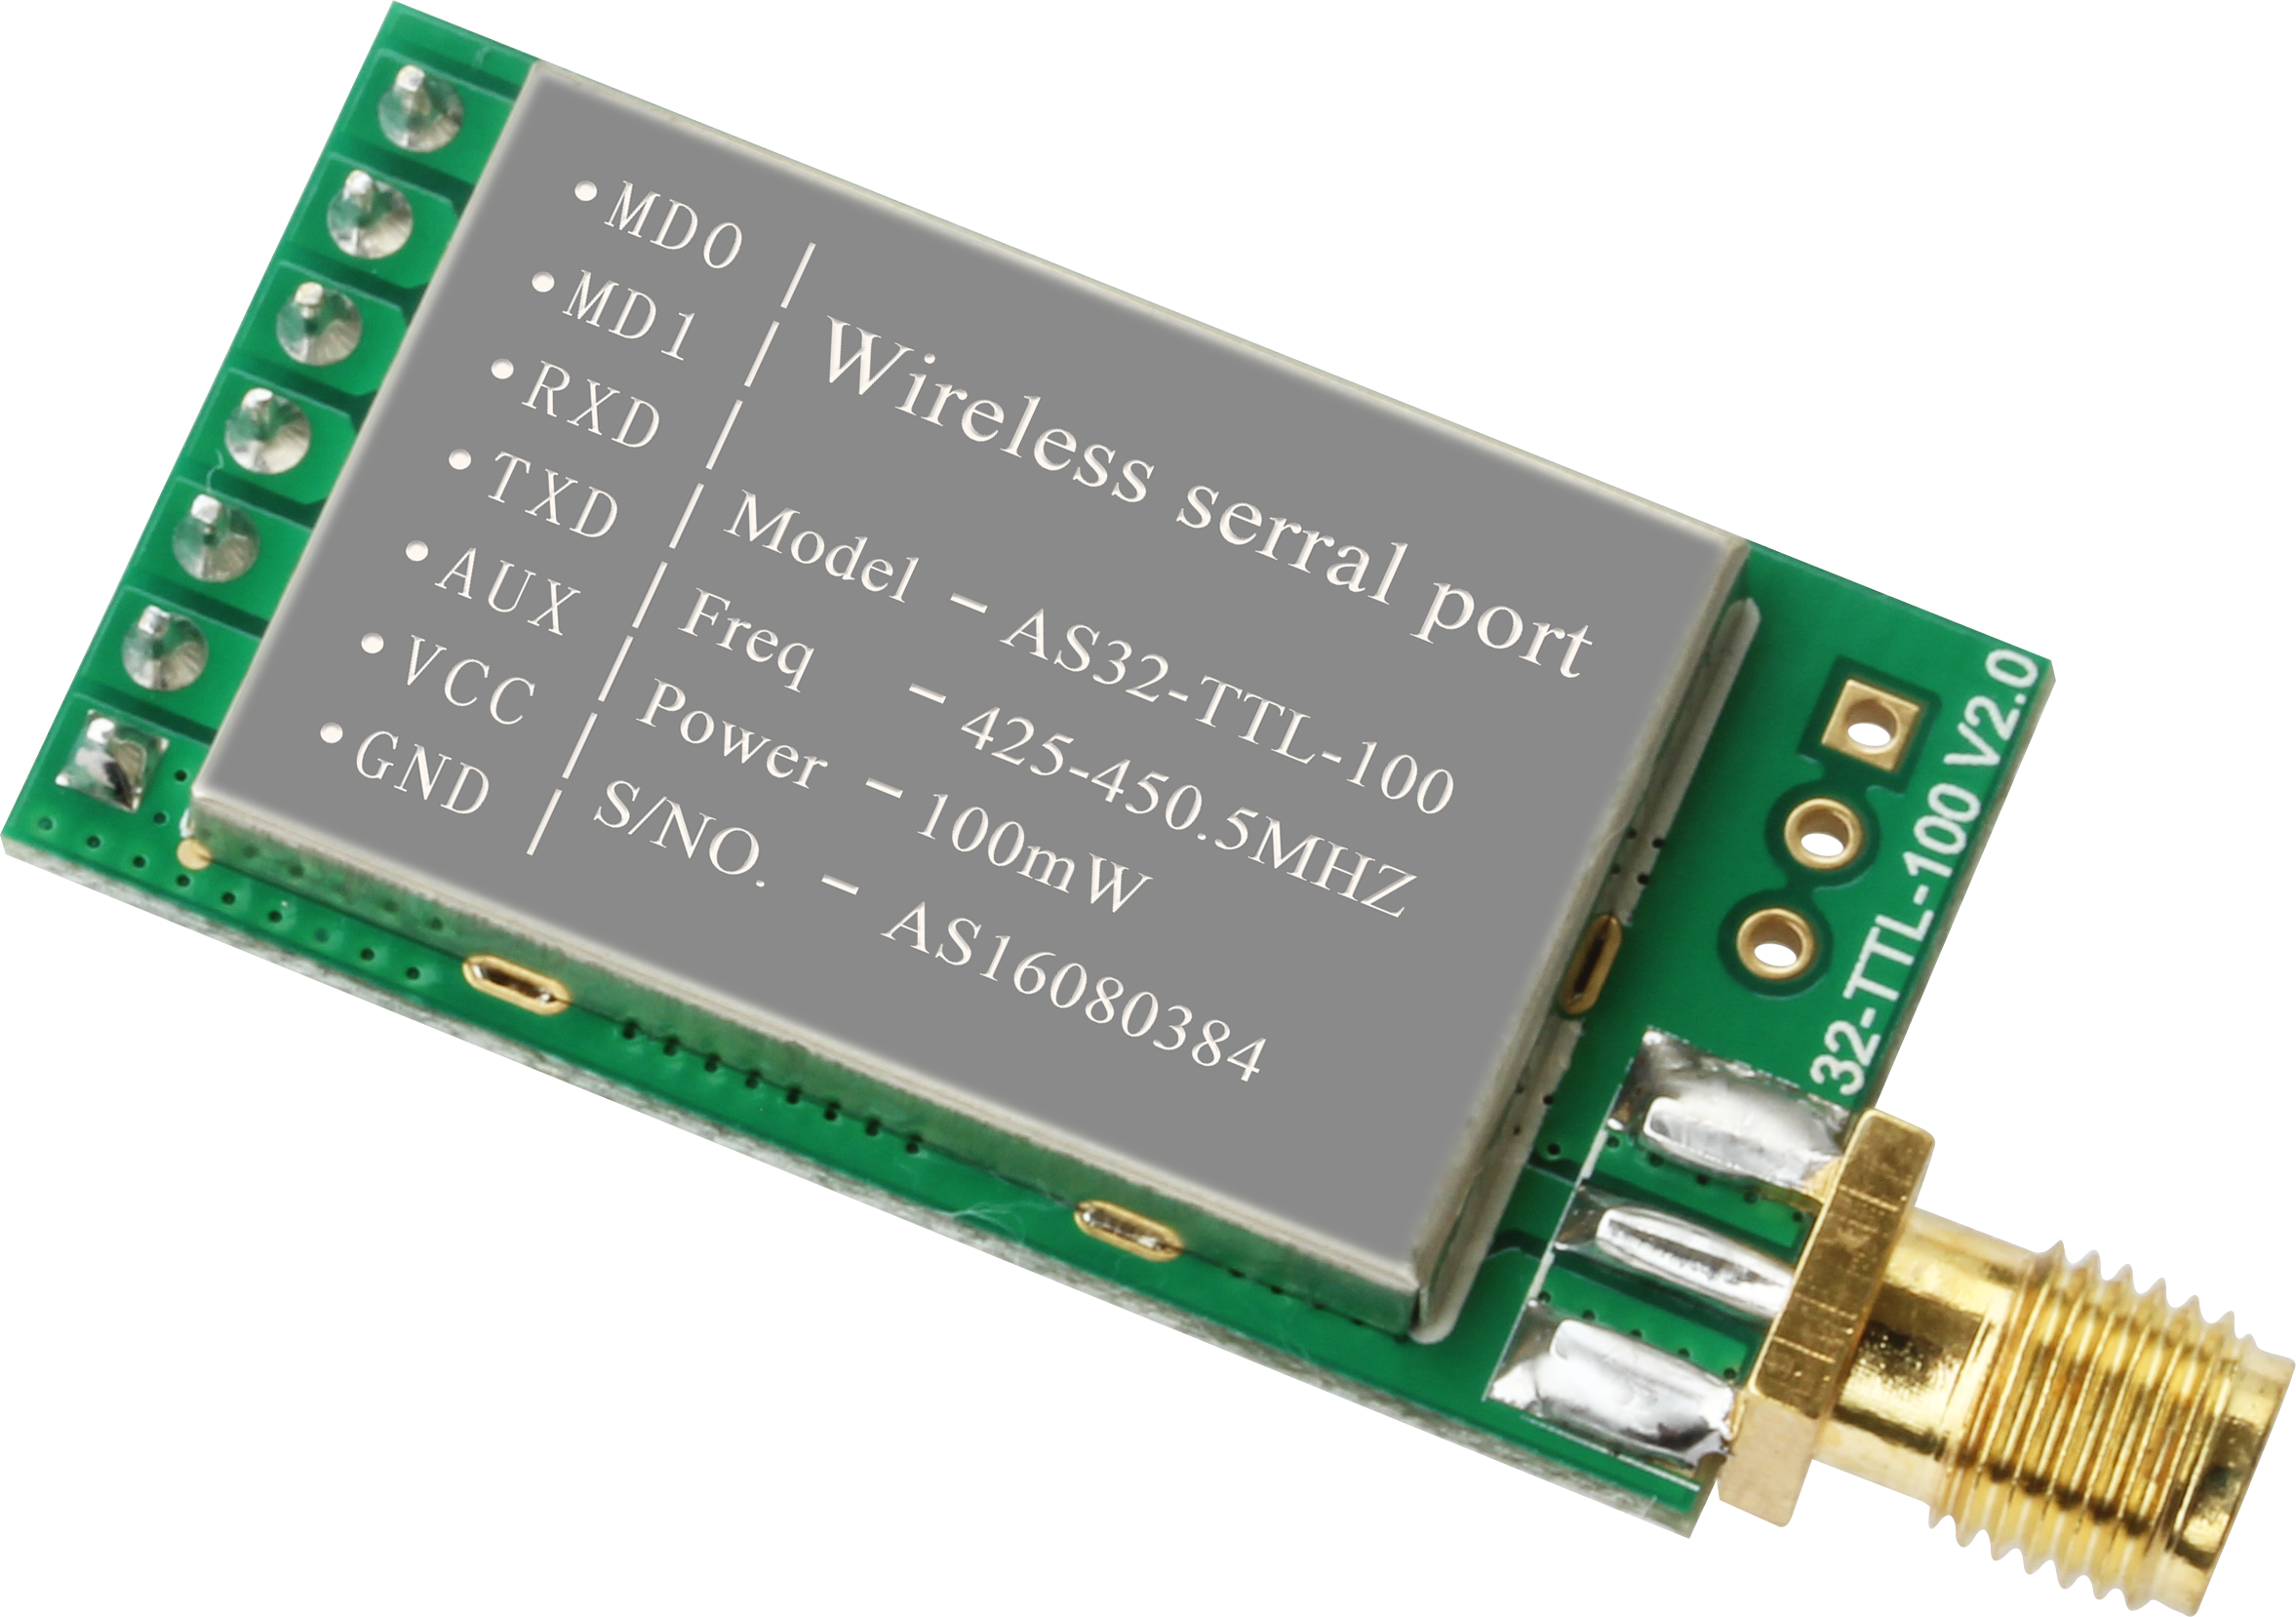 MD0
MD1
RXD
TXD
AUX
VCC
GND
Wireless serral port
Model - AS32-TTL-100
Freq - 425-450.5MHZ
Power - 100mW
S/NO. - AS16080384
32-TTL-100 V2.0